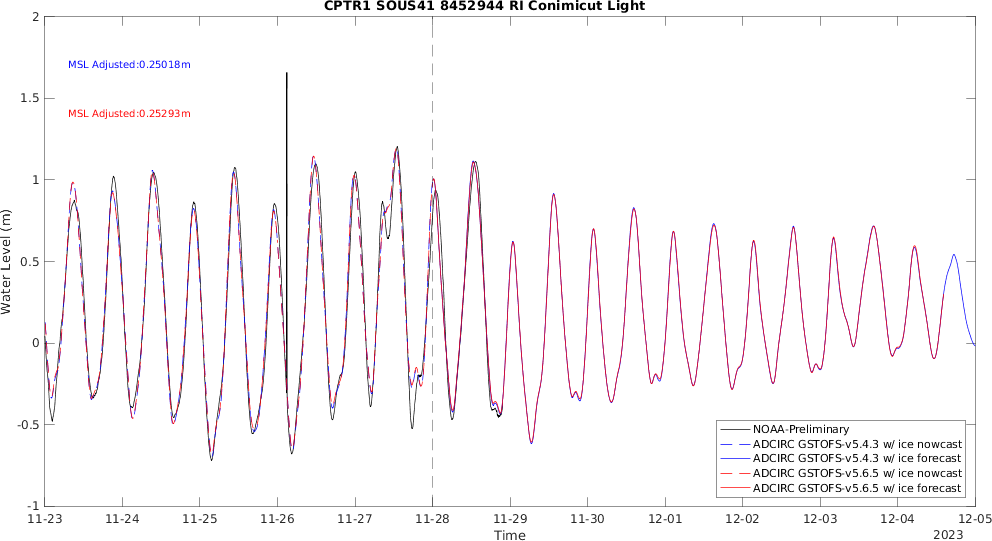 CPTR1 SOUS41 8452944 RI Conimicut Light
2
1.5
1
0.5
0
-0.5
-1
Water Level (m)
MSL Adjusted:0.25018m
MSL Adjusted:0.25293m
NOAA-Preliminary
ADCIRC GSTOFS-v5.4.3 w/ ice nowcast
ADCIRC GSTOFS-v5.4.3 w/ ice forecast
ADCIRC GSTOFS-v5.6.5 w/ ice nowcast
ADCIRC GSTOFS-v5.6.5 w/ ice forecast
11-23 11-24 11-25 11-26 11-27 11-28 11-29 11-30 12-01 12-02 12-03 12-04 12-05
Time
2023